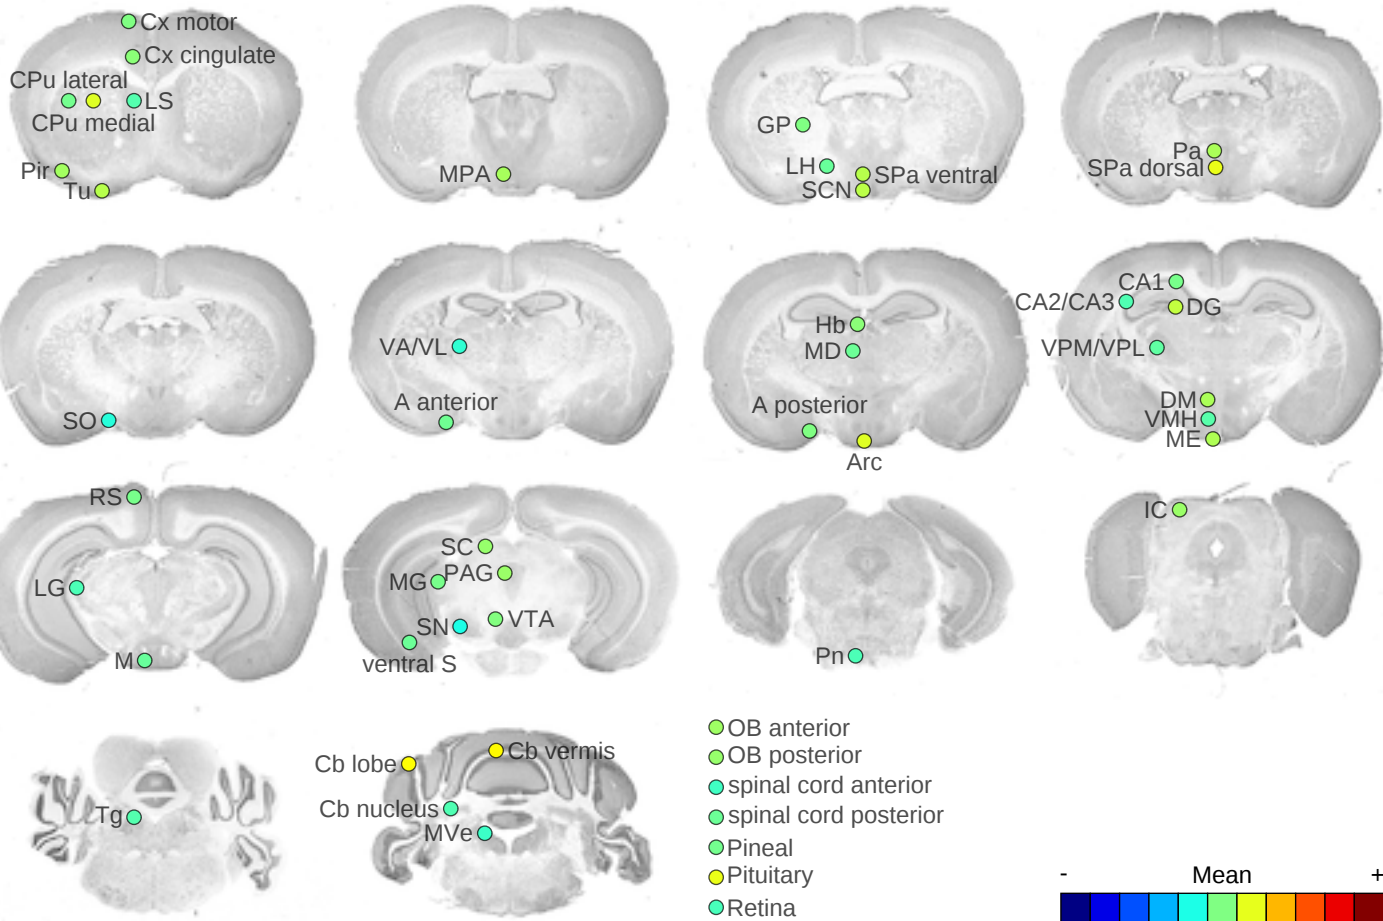 Cx motor
Cx cingulate
CPu lateral
LS
CPu medial
Pir
Tu
MPA
GP
LH
SPa ventral
SCN
Pa
SPa dorsal
SO
VA/VL
A anterior
Hb
MD
A posterior
Arc
CA1
CA2/CA3
DG
VPM/VPL
DM
VMH
ME
RS
LG
M
SC
PAG
MG
SN
VTA
ventral S
Pn
IC
Tg
Cb lobe
Cb vermis
Cb nucleus
MVe
OB anterior
OB posterior
spinal cord anterior
spinal cord posterior
Pineal
Pituitary
Retina
- Mean +